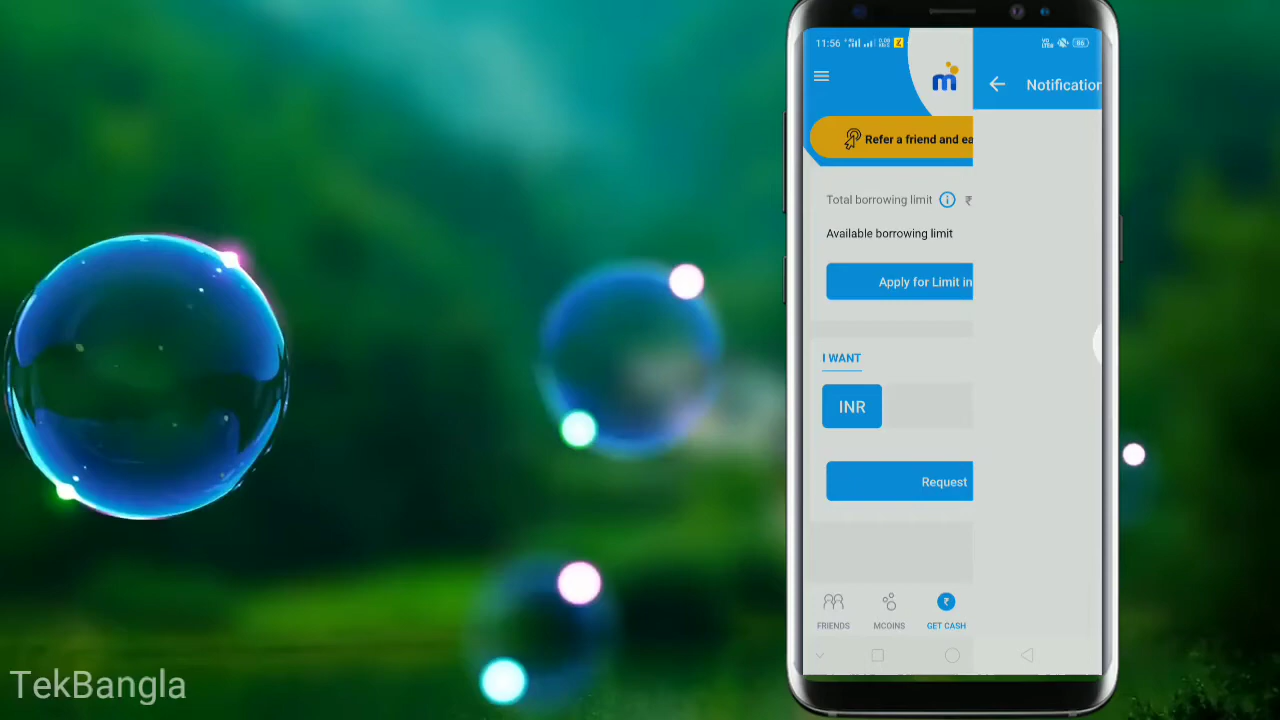 11:56
66
m
Notification
Refer a friend and ea
Total borrowing limit ₹
Available borrowing limit
Apply for Limit in
I WANT
INR
Request
FRIENDS MCOINS GET CASH
TekBangla